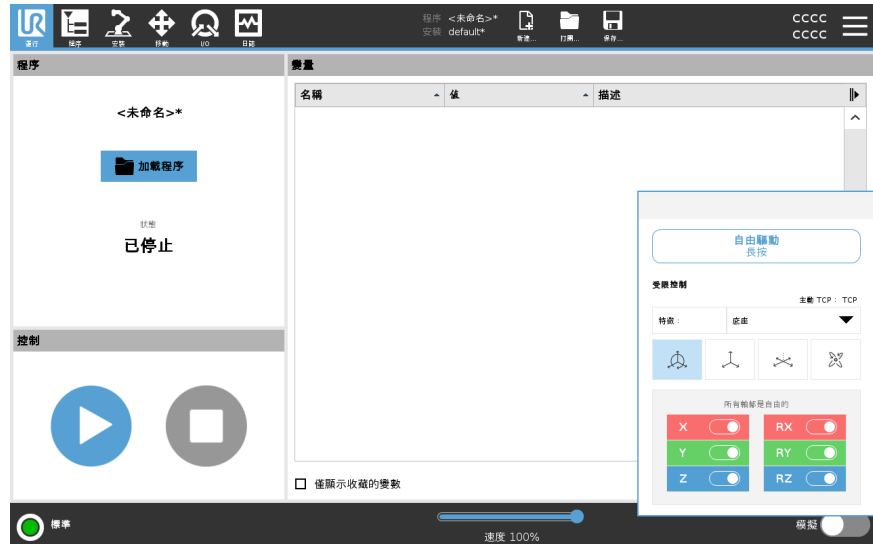 UR
程序 <未命名>*
安裝 default*
cccc
cccc
運行 程序 安裝 移動 I/O 日誌 新建... 打開... 保存...
程序
變量
<未命名>*
名稱 值 描述
加載程序
狀態
已停止
自由驅動
長按
受限控制
主動 TCP : TCP
特徵 : 底座
控制
所有軸都是自由的
X RX
Y RY
Z RZ
僅顯示收藏的變數
標準
速度 100%
模擬